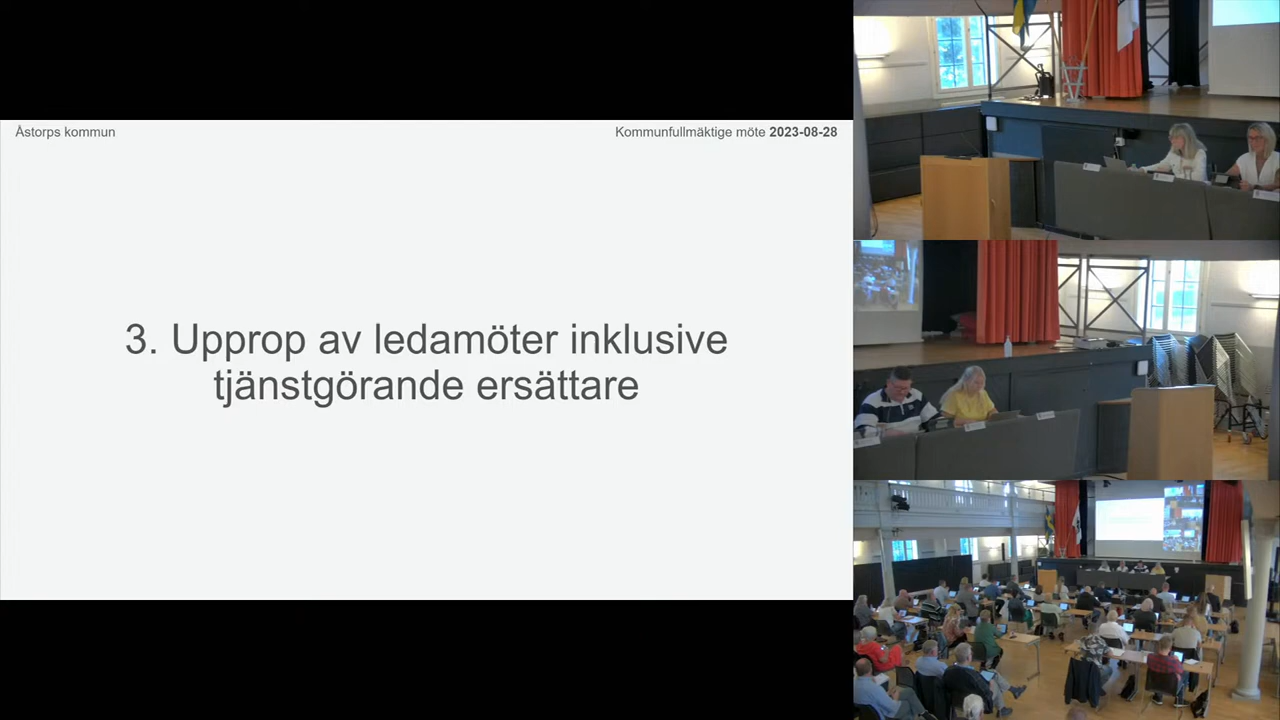 Åstorps kommun
Kommunfullmäktige möte 2023-08-28
3. Upprop av ledamöter inklusive
tjänstgörande ersättare